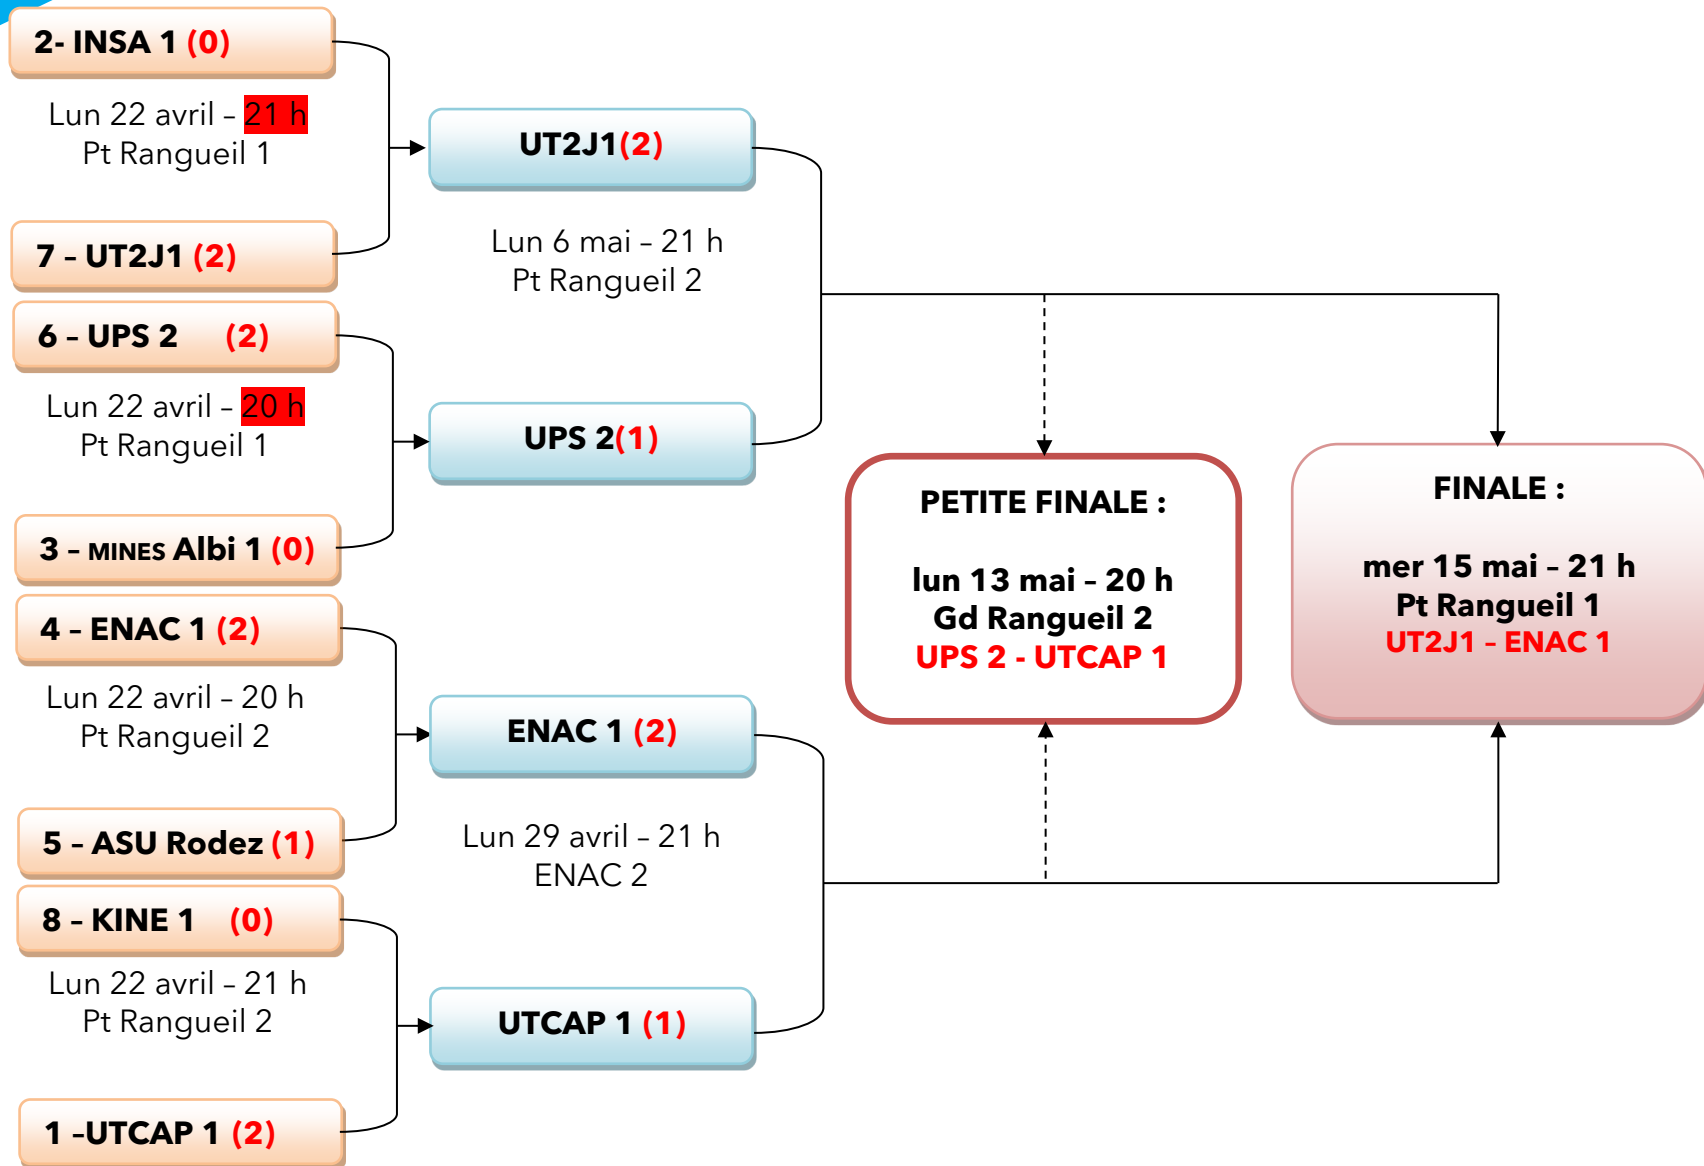 2- INSA 1 (0)
Lun 22 avril – 21 h
Pt Rangueil 1
7 – UT2J1 (2)
6 – UPS 2 (2)
Lun 22 avril – 20 h
Pt Rangueil 1
3 – MINES Albi 1 (0)
4 – ENAC 1 (2)
Lun 22 avril – 20 h
Pt Rangueil 2
5 – ASU Rodez (1)
8 – KINE 1 (0)
Lun 22 avril – 21 h
Pt Rangueil 2
1 –UTCAP 1 (2)
UT2J1(2)
Lun 6 mai – 21 h
Pt Rangueil 2
UPS 2(1)
ENAC 1 (2)
Lun 29 avril – 21 h
ENAC 2
UTCAP 1 (1)
PETITE FINALE :
lun 13 mai – 20 h
Gd Rangueil 2
UPS 2 - UTCAP 1
FINALE :
mer 15 mai – 21 h
Pt Rangueil 1
UT2J1 – ENAC 1